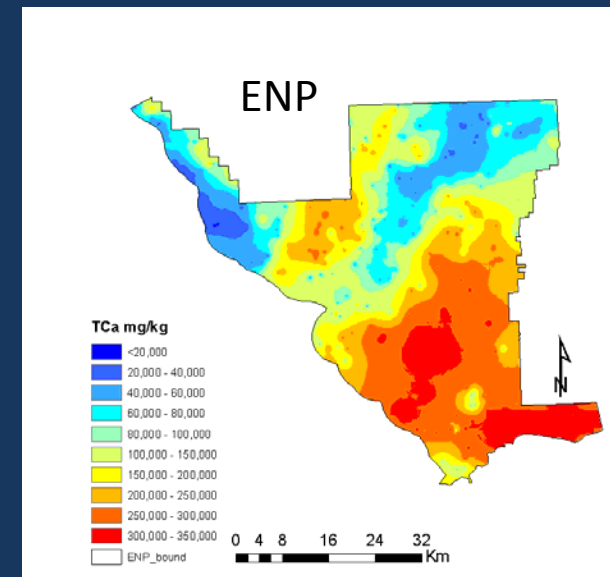 ENP
TCa mg/kg
<20,000
20,000 - 40,000
40,000 - 60,000
60,000 - 80,000
80,000 - 100,000
100,000 - 150,000
150,000 - 200,000
200,000 - 250,000
250,000 - 300,000
300,000 - 350,000
ENP_bound
N
0 4 8 16 24 32
Km